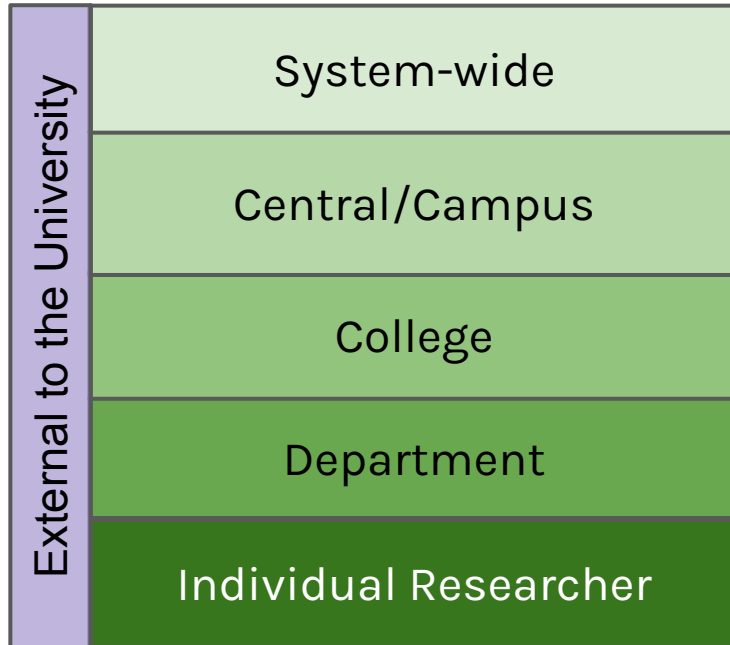 External to the University
System-wide
Central/Campus
College
Department
Individual Researcher